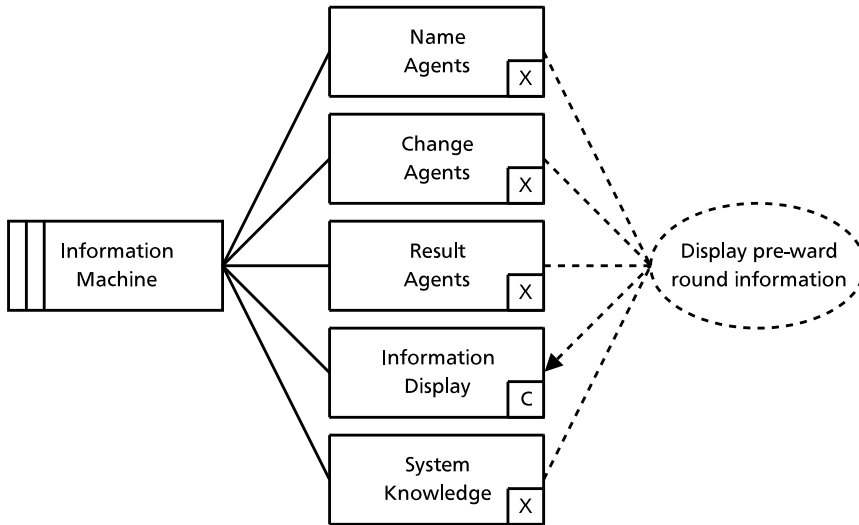 Name
Agents
X
Change
Agents
X
Information
Machine
Result
Agents
X
Display pre-ward
round information
Information
Display
C
System
Knowledge
X